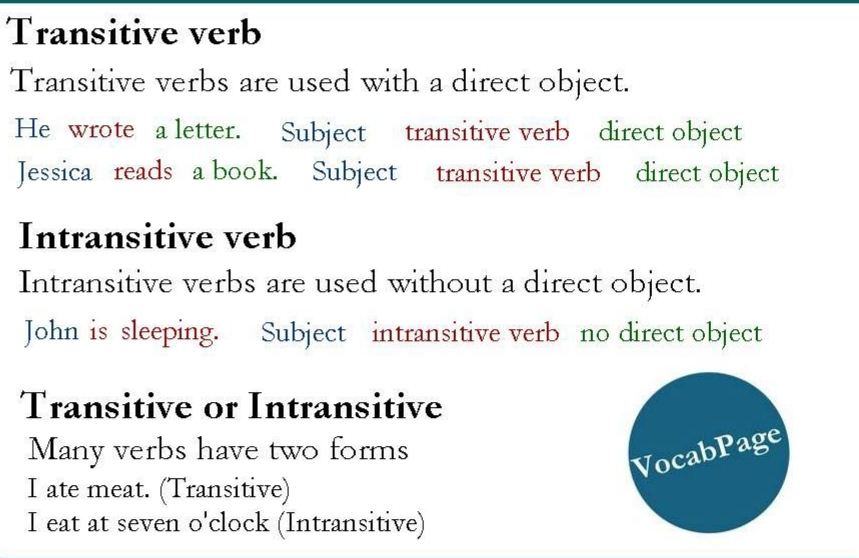 Transitive verb
Transitive verbs are used with a direct object.
He wrote a letter. Subject transitive verb direct object
Jessica reads a book. Subject transitive verb direct object
Intransitive verb
Intransitive verbs are used without a direct object.
John is sleeping. Subject intransitive verb no direct object
Transitive or Intransitive
Many verbs have two forms
I ate meat. (Transitive)
I eat at seven o'clock (Intransitive)
VocabPage